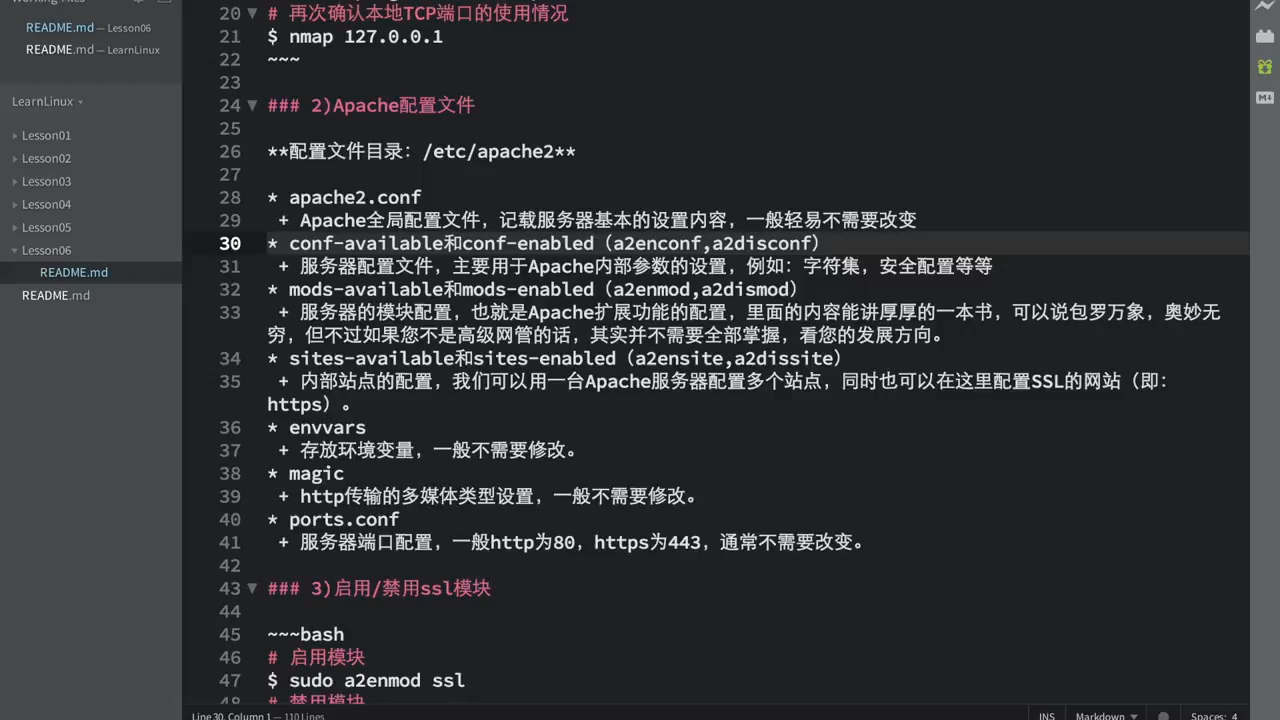 README.md — Lesson06
README.md — LearnLinux
LearnLinux
Lesson01
Lesson02
Lesson03
Lesson04
Lesson05
Lesson06
README.md
README.md
20 # 再次确认本地TCP端口的使用情况
21 $ nmap 127.0.0.1
22 ~~~
23
24 ### 2)Apache配置文件
25
26 **配置文件目录：/etc/apache2**
27
28 * apache2.conf
29 + Apache全局配置文件，记载服务器基本的设置内容，一般轻易不需要改变
30 * conf-available和conf-enabled（a2enconf,a2disconf）
31 + 服务器配置文件，主要用于Apache内部参数的设置，例如：字符集，安全配置等等
32 * mods-available和mods-enabled（a2enmod,a2dismod）
33 + 服务器的模块配置，也就是Apache扩展功能的配置，里面的内容能讲厚厚的一本书，可以说包罗万象，奥妙无
穷，但不过如果您不是高级网管的话，其实并不需要全部掌握，看您的发展方向。
34 * sites-available和sites-enabled（a2ensite,a2dissite）
35 + 内部站点的配置，我们可以用一台Apache服务器配置多个站点，同时也可以在这里配置SSL的网站（即：
https）。
36 * envvars
37 + 存放环境变量，一般不需要修改。
38 * magic
39 + http传输的多媒体类型设置，一般不需要修改。
40 * ports.conf
41 + 服务器端口配置，一般http为80，https为443，通常不需要改变。
42
43 ### 3)启用/禁用ssl模块
44
45 ~~~bash
46 # 启用模块
47 $ sudo a2enmod ssl
48 # 禁用模块
Line 30, Column 1 — 110 Lines
INS
Markdown
Spaces: 4